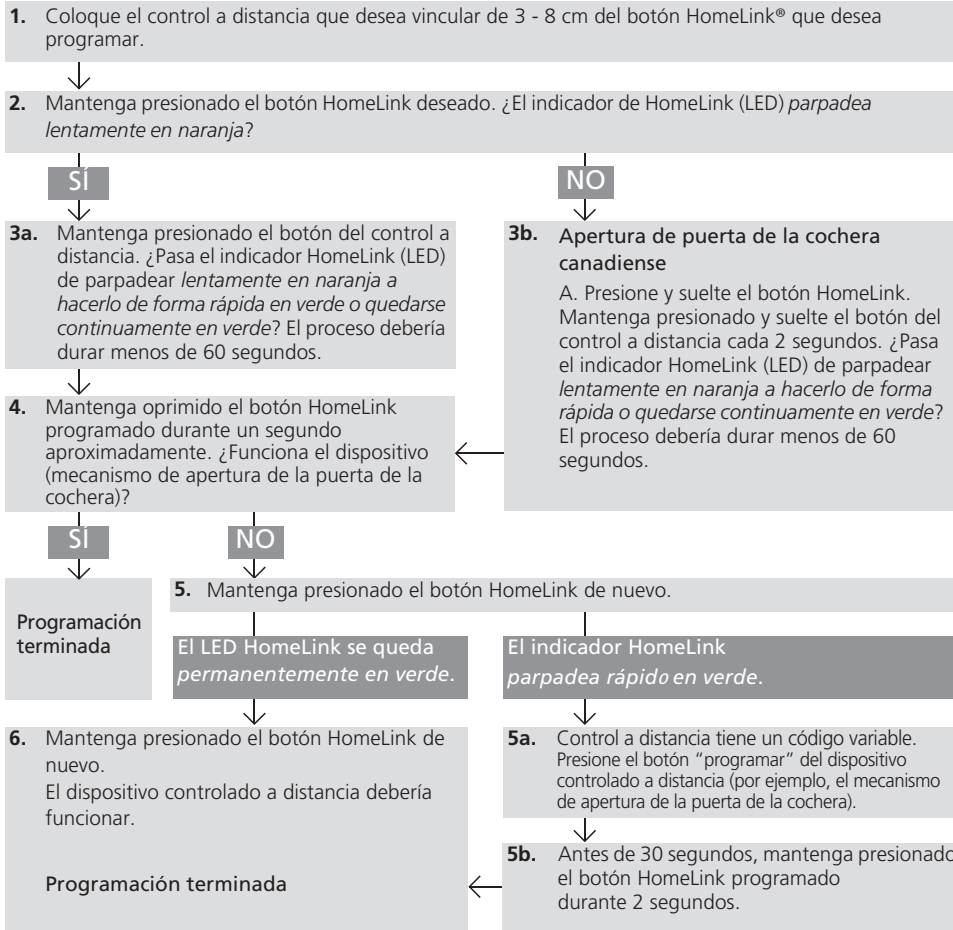 1. Coloque el control a distancia que desea vincular de 3 - 8 cm del botón HomeLink® que desea
programar.
2. Mantenga presionado el botón HomeLink deseado. ¿El indicador de HomeLink (LED) parpadea
lentamente en naranja?
SÍ
NO
3a. Mantenga presionado el botón del control a
distancia. ¿Pasa el indicador HomeLink (LED)
de parpadear lentamente en naranja a
hacerlo de forma rápida en verde o quedarse
continuamente en verde? El proceso debería
durar menos de 60 segundos.
3b. Apertura de puerta de la cochera
canadiense
A. Presione y suelte el botón HomeLink.
Mantenga presionado y suelte el botón del
control a distancia cada 2 segundos. ¿Pasa
el indicador HomeLink (LED) de parpadear
lentamente en naranja a hacerlo de forma
rápida o quedarse continuamente en verde?
El proceso debería durar menos de 60
segundos.
4. Mantenga oprimido el botón HomeLink
programado durante un segundo
aproximadamente. ¿Funciona el dispositivo
(mecanismo de apertura de la puerta de la
cochera)?
SÍ
NO
Programación
terminada
5. Mantenga presionado el botón HomeLink de nuevo.
El LED HomeLink se queda
permanentemente en verde.
El indicador HomeLink
parpadea rápido en verde.
6. Mantenga presionado el botón HomeLink de
nuevo.
El dispositivo controlado a distancia debería
funcionar.
Programación terminada
5a. Control a distancia tiene un código variable.
Presione el botón “programar” del dispositivo
controlado a distancia (por ejemplo, el mecanismo
de apertura de la puerta de la cochera).
5b. Antes de 30 segundos, mantenga presionado
el botón HomeLink programado
durante 2 segundos.